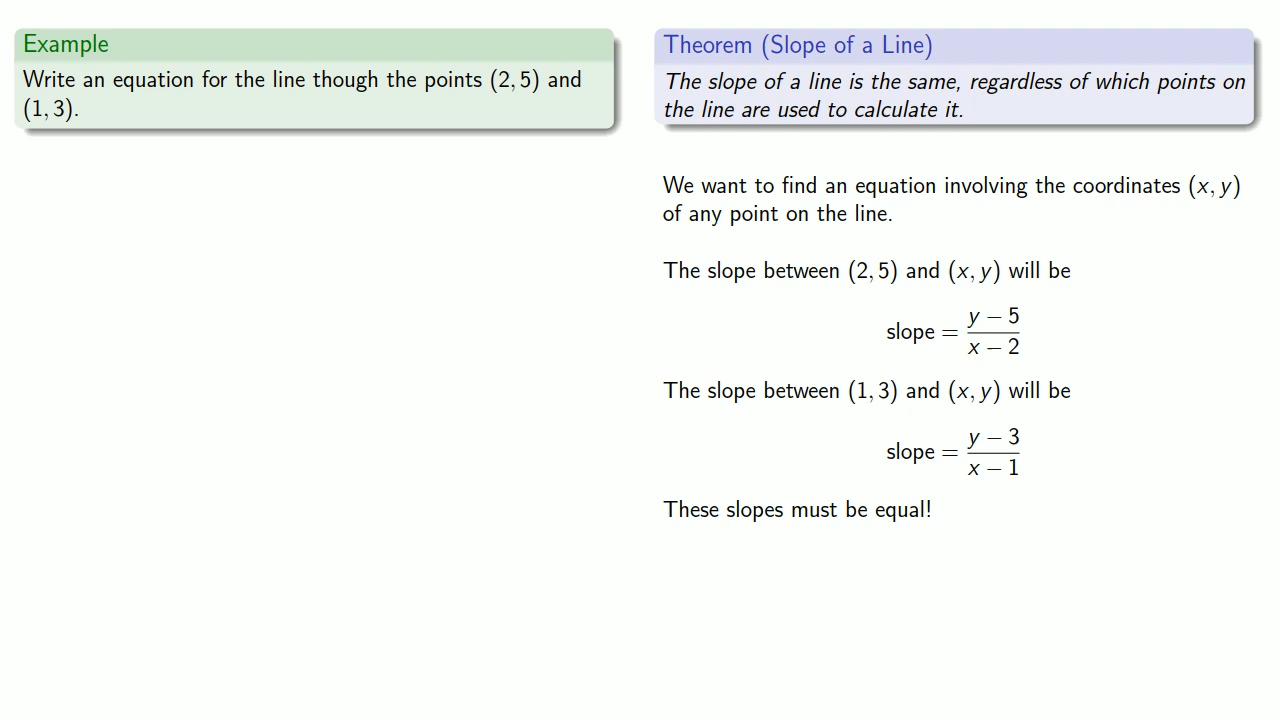 Example
Write an equation for the line though the points (2, 5) and
(1, 3).
Theorem (Slope of a Line)
The slope of a line is the same, regardless of which points on
the line are used to calculate it.
We want to find an equation involving the coordinates (x, y)
of any point on the line.
The slope between (2, 5) and (x, y) will be
slope = \frac{y − 5}{x − 2}
The slope between (1, 3) and (x, y) will be
slope = \frac{y − 3}{x − 1}
These slopes must be equal!